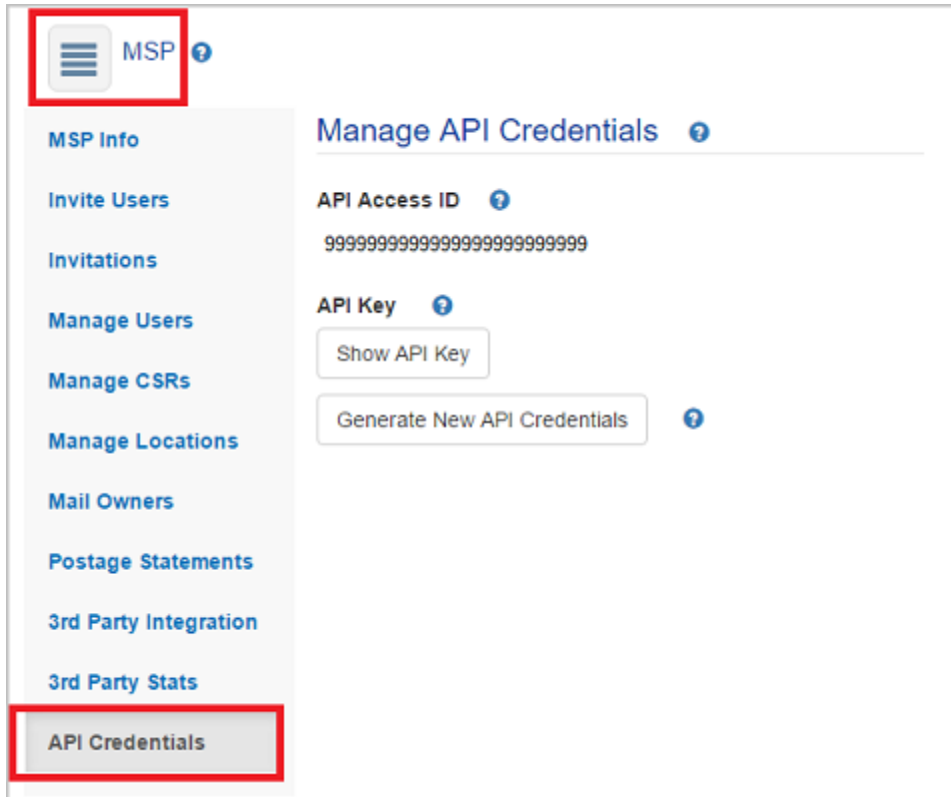 MSP
MSP Info
Invite Users
Invitations
Manage Users
Manage CSRs
Manage Locations
Mail Owners
Postage Statements
3rd Party Integration
3rd Party Stats
API Credentials
Manage API Credentials
API Access ID
9999999999999999999999999
API Key
Show API Key
Generate New API Credentials